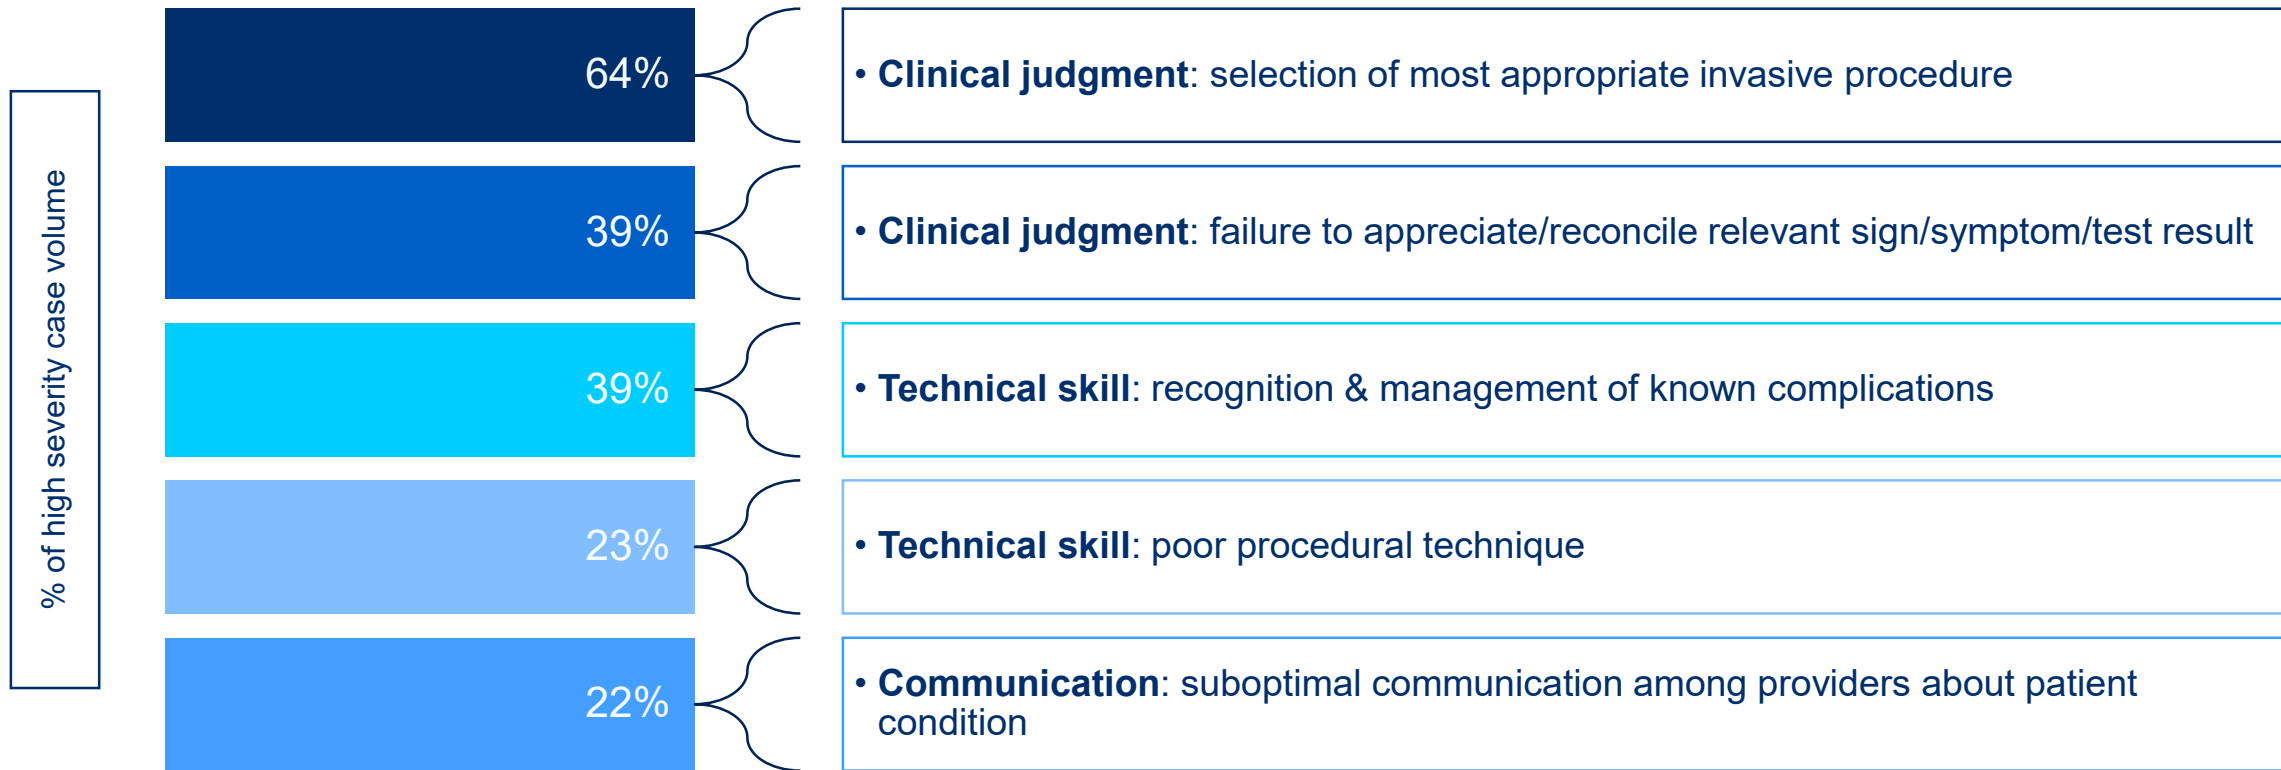 % of high severity case volume
64%
• Clinical judgment: selection of most appropriate invasive procedure
39%
• Clinical judgment: failure to appreciate/reconcile relevant sign/symptom/test result
39%
• Technical skill: recognition & management of known complications
23%
• Technical skill: poor procedural technique
22%
• Communication: suboptimal communication among providers about patient
condition